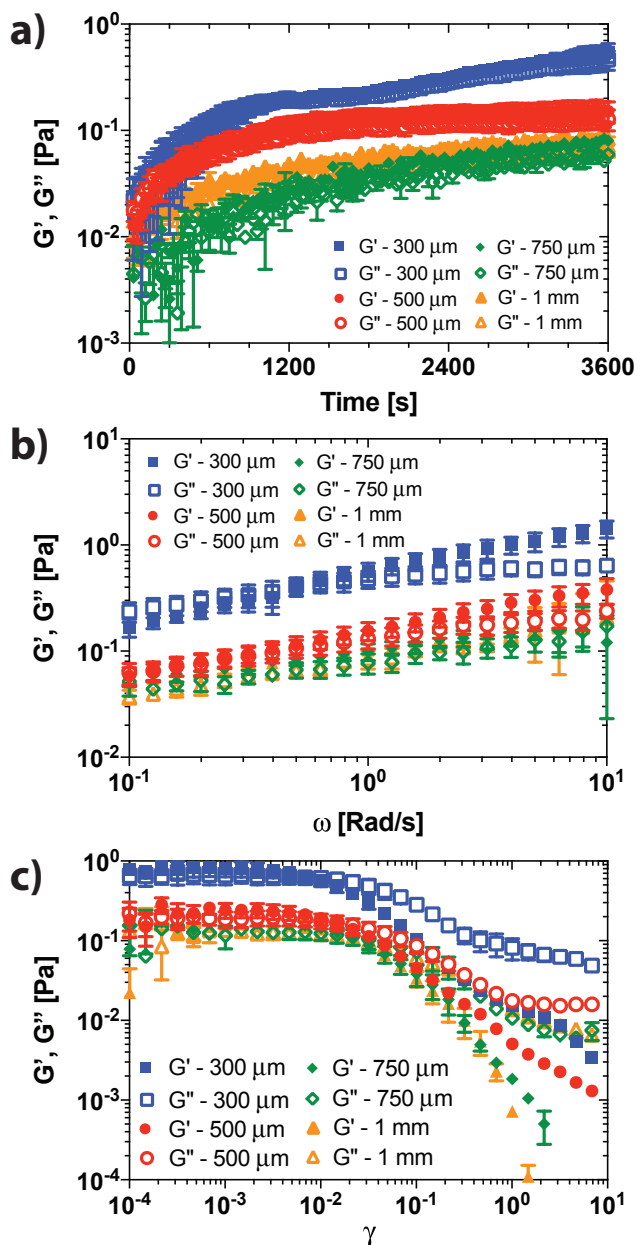 a)
G', G'' [Pa]
10⁰
10⁻¹
10⁻²
10⁻³
G' - 300 μm G' - 750 μm
G" - 300 μm G" - 750 μm
G' - 500 μm G' - 1 mm
G" - 500 μm G" - 1 mm
0 1200 2400 3600
Time [s]
b)
G', G'' [Pa]
10¹
10⁰
10⁻¹
10⁻²
G' - 300 μm G' - 750 μm
G" - 300 μm G" - 750 μm
G' - 500 μm G' - 1 mm
G" - 500 μm G" - 1 mm
10⁻¹ 10⁰ 10¹
ω [Rad/s]
c)
G', G'' [Pa]
10⁰
10⁻¹
10⁻²
10⁻³
10⁻⁴
G' - 300 μm G' - 750 μm
G" - 300 μm G" - 750 μm
G' - 500 μm G' - 1 mm
G" - 500 μm G" - 1 mm
10⁻⁴ 10⁻³ 10⁻² 10⁻¹ 10⁰ 10¹
γ